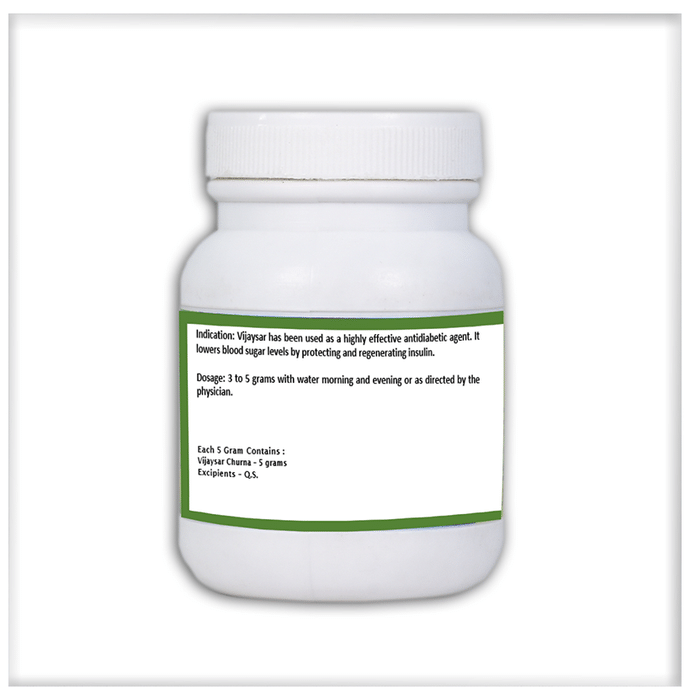 Indication: Vijaysar has been used as a highly effective antidiabetic agent. It
lowers blood sugar levels by protecting and regenerating insulin.
Dosage: 3 to 5 grams with water morning and evening or as directed by the
physician.
Each 5 Gram Contains :
Vijaysar Churna - 5 grams
Excipients - Q.S.